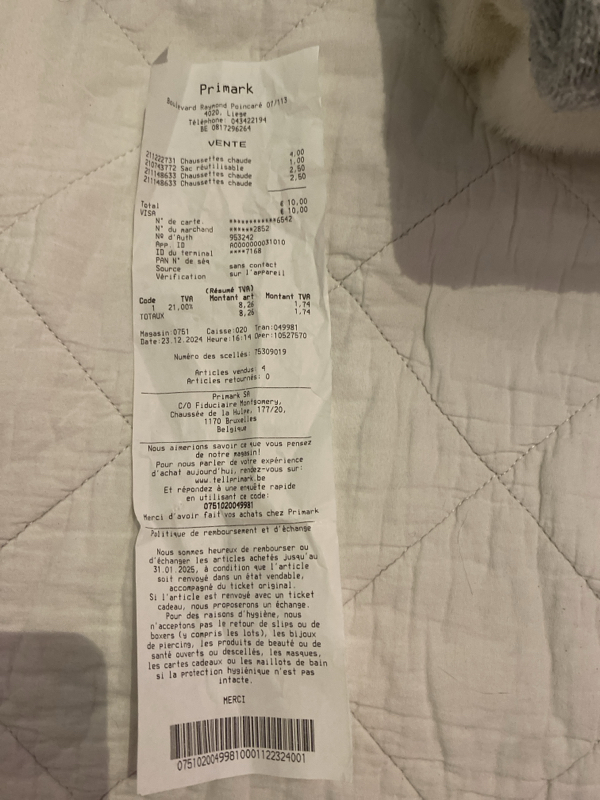 Primark
Boulevard Raymond Poincaré 07/113
4020, Liege
Téléphone: 043422194
BE 0817296264
VENTE
211222731 Chaussettes chaude 4,00
210743772 Sac réutilisable 1,00
211148633 Chaussettes chaude 2,50
211148633 Chaussettes chaude 2,50
Total € 10,00
VISA € 10,00
N° de carte. ************6542
N° du marchand ******2852
Nº d'Auth 953242
App. ID A0000000031010
ID du terminal ****7168
PAN N° de séq
Source sans contact
Vérification sur l'appareil
(Résumé TVA)
Code TVA Montant art Montant TVA
1 21,00% 8,26 1,74
TOTAUX 8,26 1,74
Magasin:0751 Caisse:020 Tran:049981
Date:23.12.2024 Heure:16:14 Oper:10527570
Numéro des scellés: 75309019
Articles vendus: 4
Articles retournés: 0
Primark SA
C/O Fiduciaire Montgomery,
Chaussée de la Hulpe, 177/20,
1170 Bruxelles
Belgique
Nous aimerions savoir ce que vous pensez
de notre magasin!
Pour nous parler de votre expérience
d'achat aujourd'hui, rendez-vous sur:
www.tellprimark.be
Et répondez à une enquête rapide
en utilisant ce code:
0751020049981
Merci d'avoir fait vos achats chez Primark
Politique de remboursement et d'échange
Nous sommes heureux de rembourser ou
d'échanger les articles achetés jusqu'au
31.01.2025, à condition que l'article
soit renvoyé dans un état vendable,
accompagné du ticket original.
Si l'article est renvoyé avec un ticket
cadeau, nous proposerons un échange.
Pour des raisons d'hygiène, nous
n'acceptons pas le retour de slips ou de
boxers (y compris les lots), les bijoux
de piercing, les produits de beauté ou de
santé ouverts ou descellés, les masques,
les cartes cadeaux ou les maillots de bain
si la protection hygiénique n'est pas
intacte.
MERCI
07510200499810001122324001